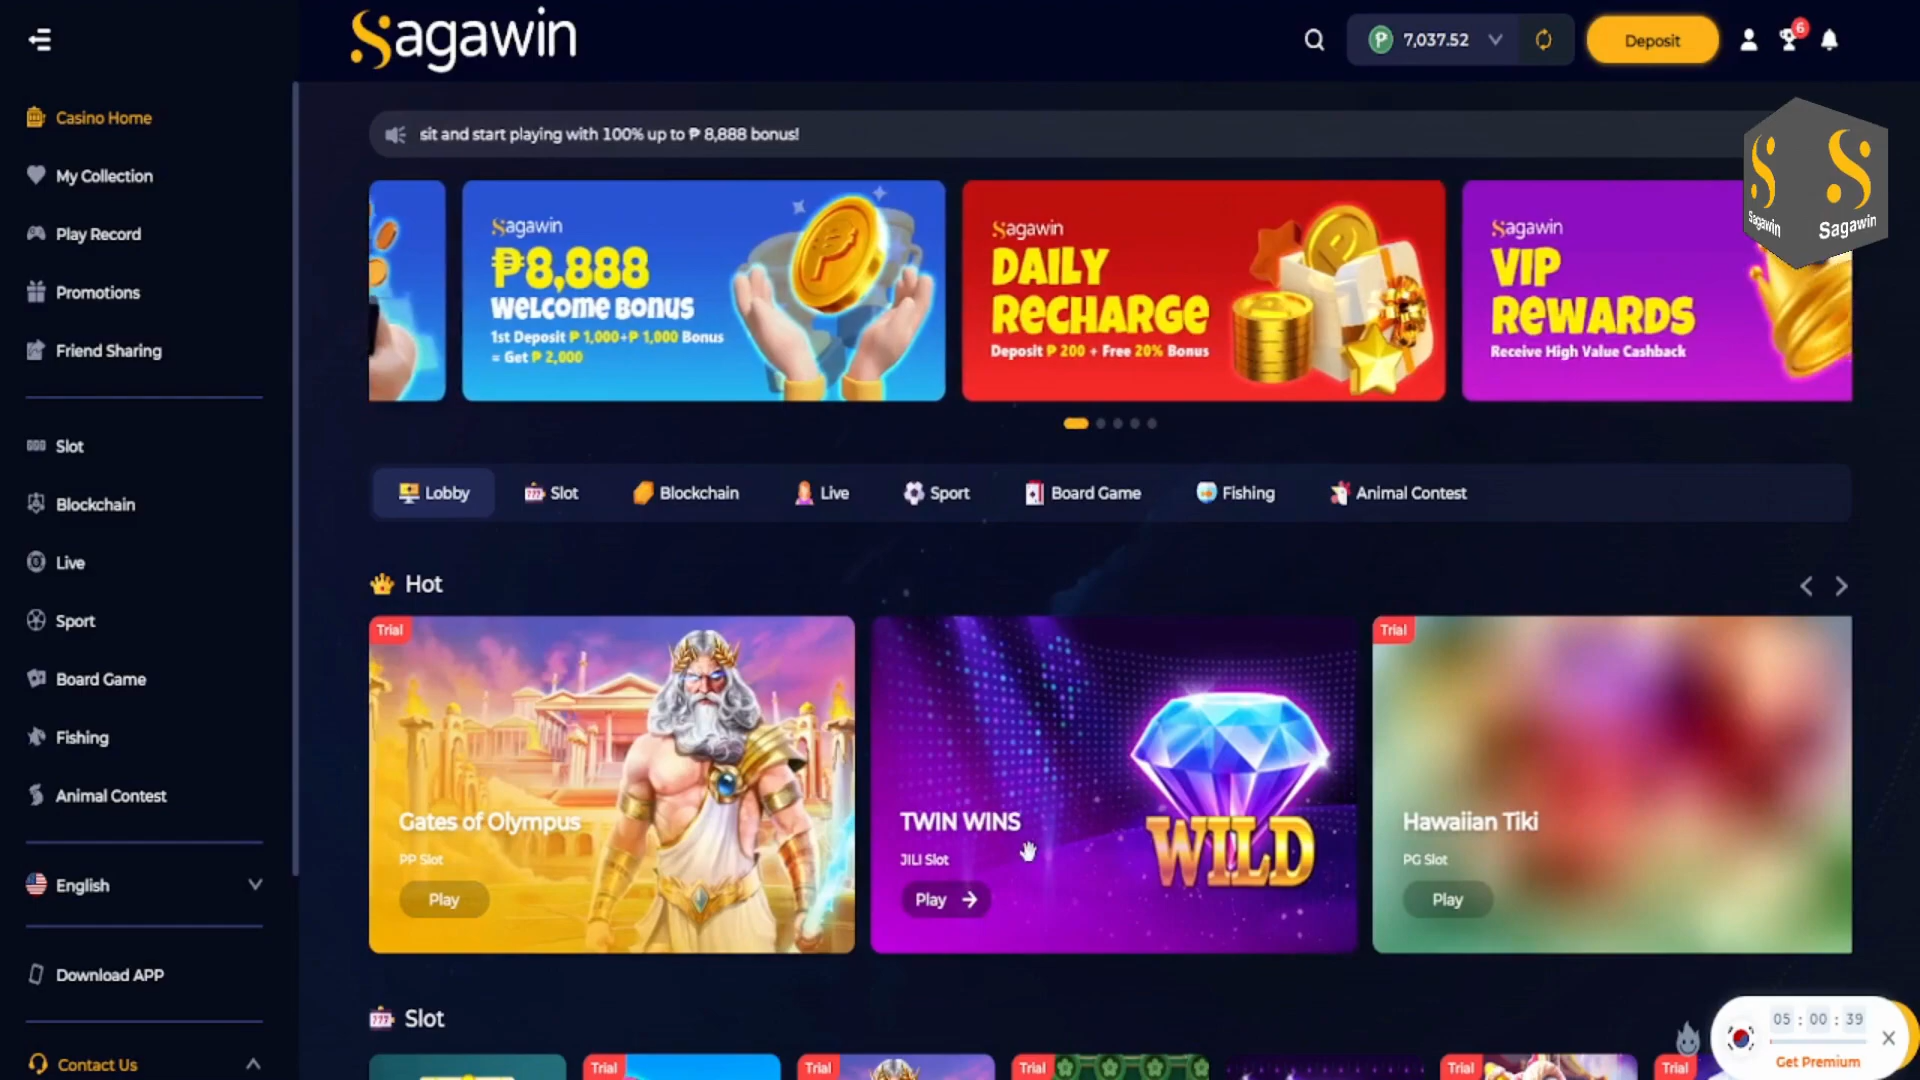 Sagawin
7,037.52
Deposit
6
Casino Home
My Collection
Play Record
Promotions
Friend Sharing
Slot
Blockchain
Live
Sport
Board Game
Fishing
Animal Contest
English
Download APP
Contact Us
sit and start playing with 100% up to ₱ 8,888 bonus!
Sagawin
₱8,888
WELCOME BONUS
1st Deposit ₱ 1,000+₱ 1,000 Bonus
= Get ₱ 2,000
Sagawin
DAILY
RECHARGE
Deposit ₱ 200 + Free 20% Bonus
Sagawin
VIP
REWARDS
Receive High Value Cashback
Sagawin
Sagawin
Lobby
Slot
Blockchain
Live
Sport
Board Game
Fishing
Animal Contest
Hot
Trial
Gates of Olympus
PP Slot
Play
TWIN WINS
JILI Slot
Play
WILD
Trial
Hawaiian Tiki
PG Slot
Play
Slot
Trial
Trial
Trial
Trial
Trial
05 : 00 : 39
Get Premium